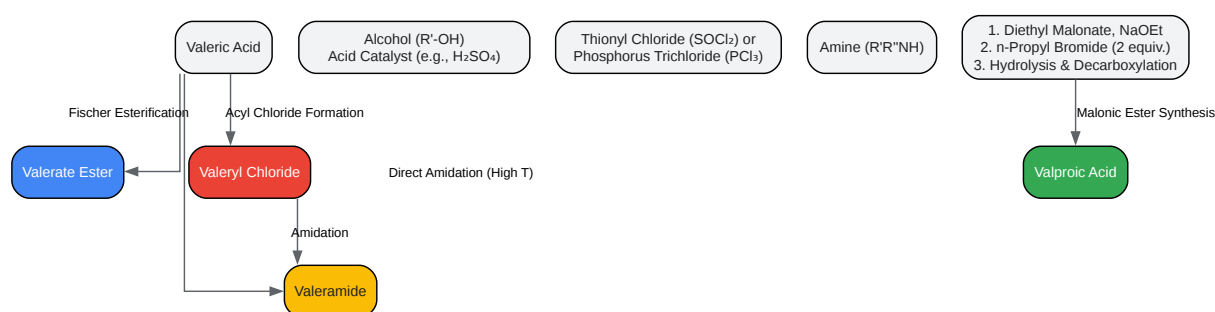 Valeric Acid
Alcohol (R'-OH)
Acid Catalyst (e.g., H₂SO₄)
Thionyl Chloride (SOCl₂) or
Phosphorus Trichloride (PCl₃)
Amine (R'R"NH)
1. Diethyl Malonate, NaOEt
2. n-Propyl Bromide (2 equiv.)
3. Hydrolysis & Decarboxylation
Fischer Esterification
Acyl Chloride Formation
Malonic Ester Synthesis
Valerate Ester
Valeryl Chloride
Direct Amidation (High T)
Valproic Acid
Amidation
Valeramide